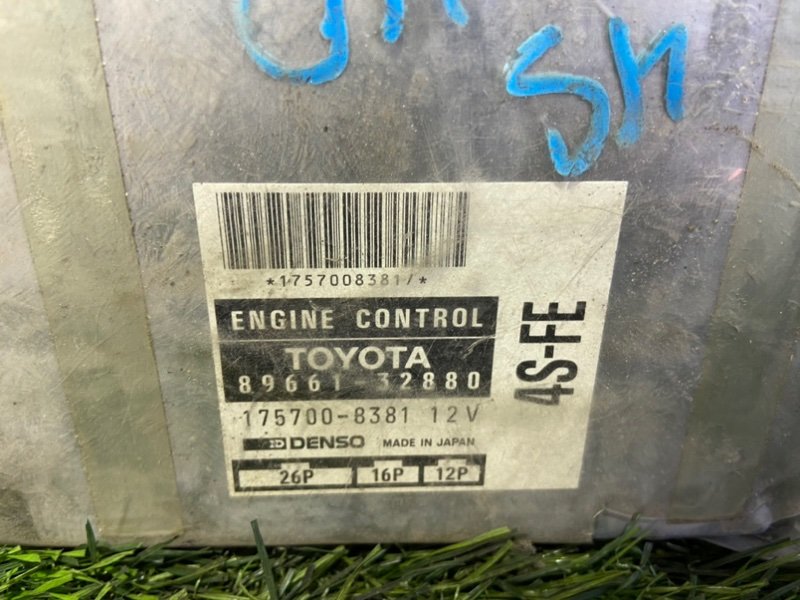 SM
*1757008381/*
ENGINE CONTROL
TOYOTA
89661-32880
175700-8381 12V
DENSO MADE IN JAPAN
26P 16P 12P
4S-FE